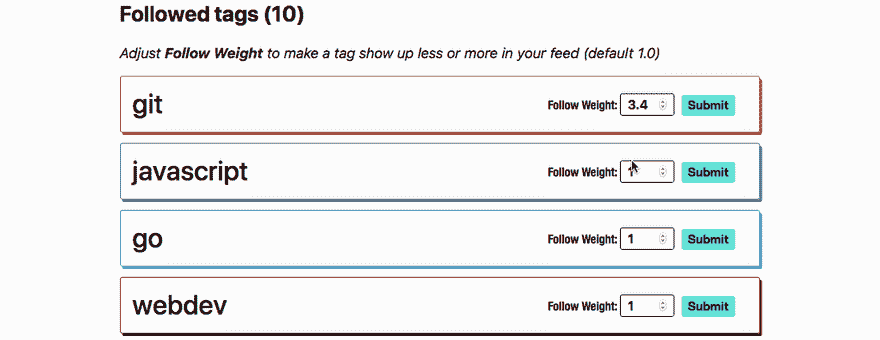 Followed tags (10)
Adjust Follow Weight to make a tag show up less or more in your feed (default 1.0)
git Follow Weight: 3.4 Submit
javascript Follow Weight: Submit
go Follow Weight: 1 Submit
webdev Follow Weight: 1 Submit